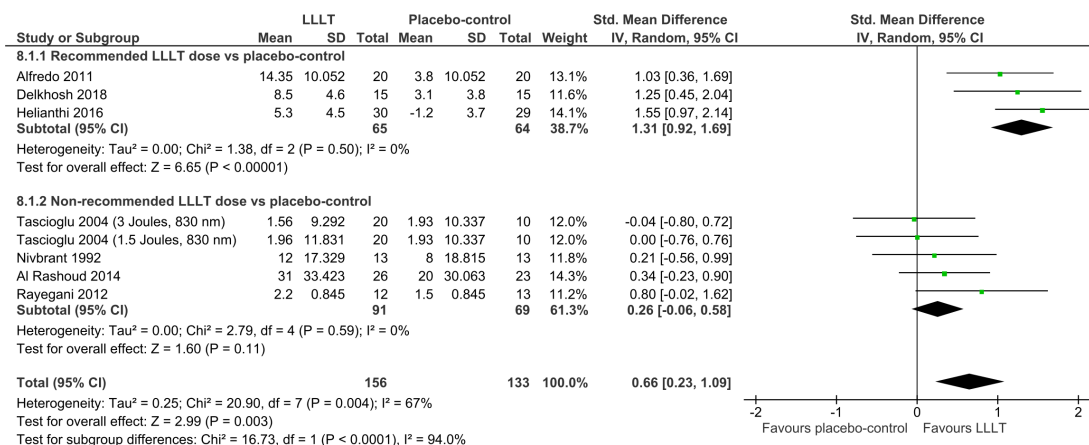 LLLT Placebo-control Std. Mean Difference Std. Mean Difference
Study or Subgroup Mean SD Total Mean SD Total Weight IV, Random, 95% CI IV, Random, 95% CI
8.1.1 Recommended LLLT dose vs placebo-control
Alfredo 2011 14.35 10.052 20 3.8 10.052 20 13.1% 1.03 [0.36, 1.69]
Delkhosh 2018 8.5 4.6 15 3.1 3.8 15 11.6% 1.25 [0.45, 2.04]
Helianthi 2016 5.3 4.5 30 -1.2 3.7 29 14.1% 1.55 [0.97, 2.14]
Subtotal (95% CI) 65 64 38.7% 1.31 [0.92, 1.69]
Heterogeneity: Tau² = 0.00; Chi² = 1.38, df = 2 (P = 0.50); I² = 0%
Test for overall effect: Z = 6.65 (P < 0.00001)
8.1.2 Non-recommended LLLT dose vs placebo-control
Tascioglu 2004 (3 Joules, 830 nm) 1.56 9.292 20 1.93 10.337 10 12.0% -0.04 [-0.80, 0.72]
Tascioglu 2004 (1.5 Joules, 830 nm) 1.96 11.831 20 1.93 10.337 10 12.0% 0.00 [-0.76, 0.76]
Nivbrant 1992 12 17.329 13 8 18.815 13 11.8% 0.21 [-0.56, 0.99]
Al Rashoud 2014 31 33.423 26 20 30.063 23 14.3% 0.34 [-0.23, 0.90]
Rayegani 2012 2.2 0.845 12 1.5 0.845 13 11.2% 0.80 [-0.02, 1.62]
Subtotal (95% CI) 91 69 61.3% 0.26 [-0.06, 0.58]
Heterogeneity: Tau² = 0.00; Chi² = 2.79, df = 4 (P = 0.59); I² = 0%
Test for overall effect: Z = 1.60 (P = 0.11)
Total (95% CI) 156 133 100.0% 0.66 [0.23, 1.09]
Heterogeneity: Tau² = 0.25; Chi² = 20.90, df = 7 (P = 0.004); I² = 67%
Test for overall effect: Z = 2.99 (P = 0.003)
Test for subgroup differences: Chi² = 16.73, df = 1 (P < 0.0001), I² = 94.0%
-2 -1 0 1 2
Favours placebo-control Favours LLLT